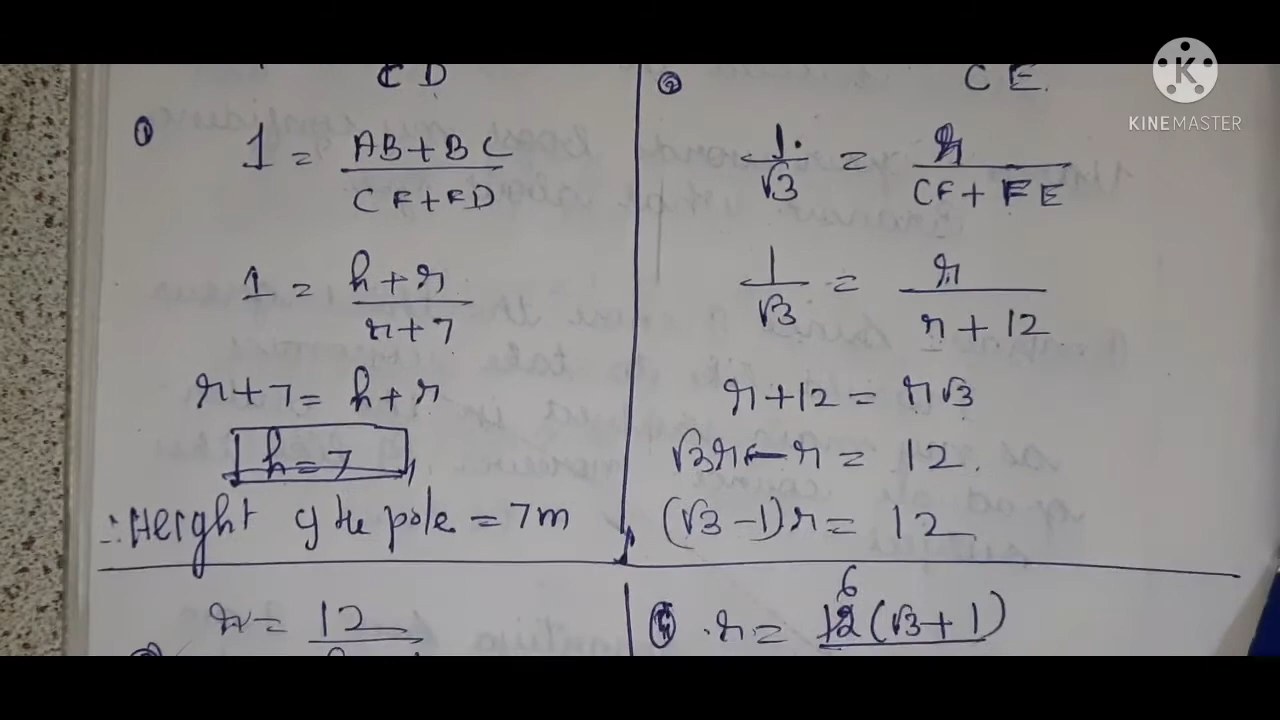 CD
① 1 = AB+BC / CF+FD
1 = h+r / r+7
r+7 = h+r
h=7
∴ Height of the pole = 7m
② CE
1/√3 = r / CF+FE
1/√3 = r / r+12
r+12 = r√3
√3r - r = 12.
(√3-1)r = 12
r = 12
④ .r = 12 6 (√3+1)
K
KINEMASTER